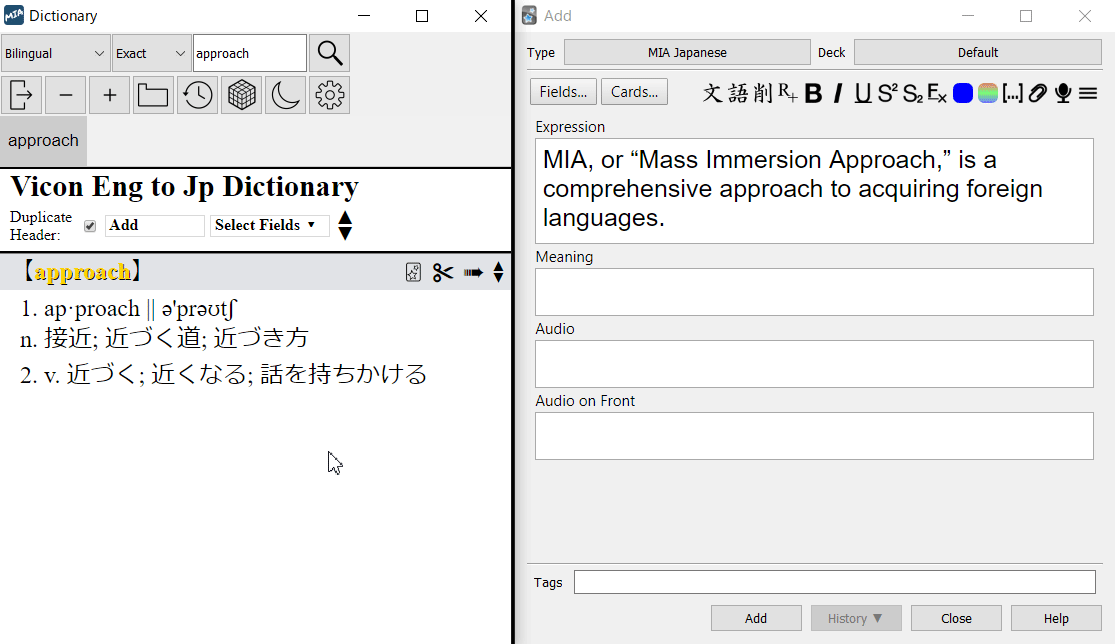 MIA Dictionary
Bilingual Exact approach
approach
Vicon Eng to Jp Dictionary
Duplicate
Header: Add Select Fields ▼
【approach】
1. ap·proach || ə'prəʊtʃ
n. 接近; 近づく道; 近づき方
2. v. 近づく; 近くなる; 話を持ちかける
Add
Type MIA Japanese Deck Default
Fields... Cards... 文 語 削 R+ B I U S² S₂ Ex [...]
Expression
MIA, or “Mass Immersion Approach,” is a
comprehensive approach to acquiring foreign
languages.
Meaning
Audio
Audio on Front
Tags
Add History ▼ Close Help